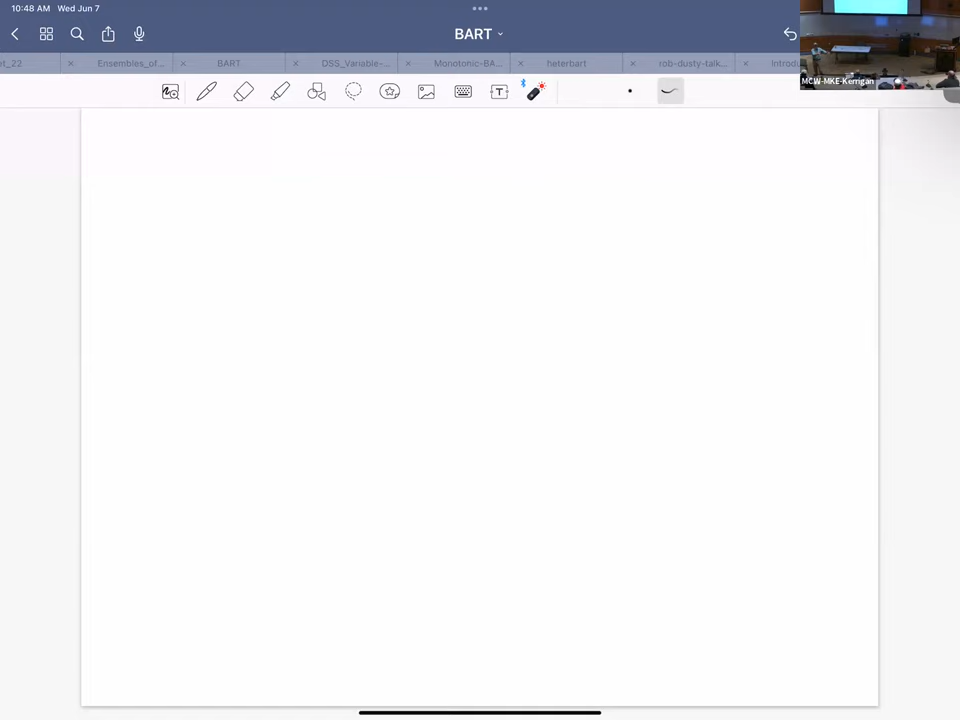 10:48 AM Wed Jun 7
BART
rt_22
Ensembles_of...
BART
DSS_Variable-...
Monotonic-BA...
heterbart
rob-dusty-talk...
Introdu
T
MCW-MKE-Kerrigan